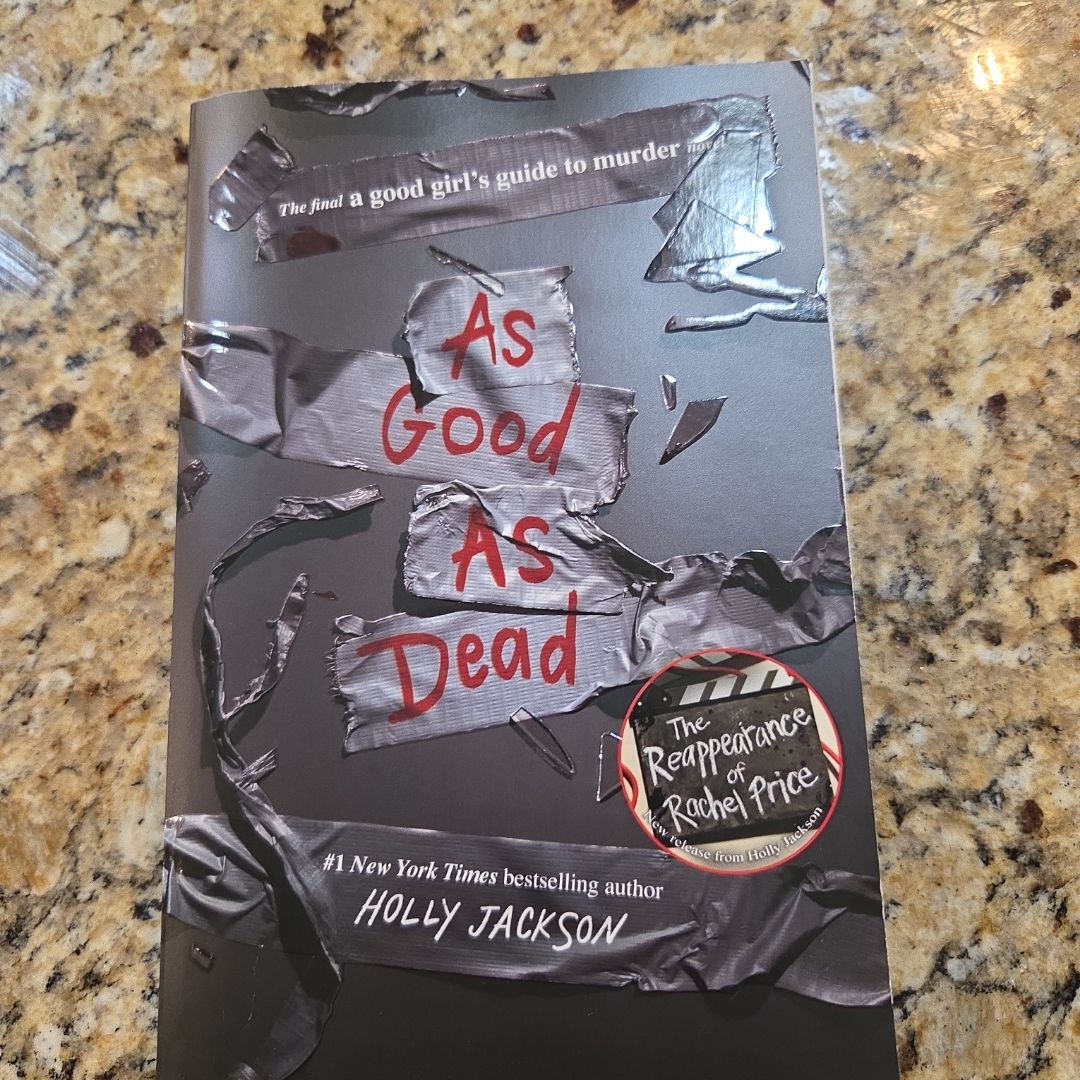 The final a good girl's guide to murder novel
As
Good
As
Dead
The
Reappearance
of
Rachel Price
New release from Holly Jackson
#1 New York Times bestselling author
HOLLY JACKSON